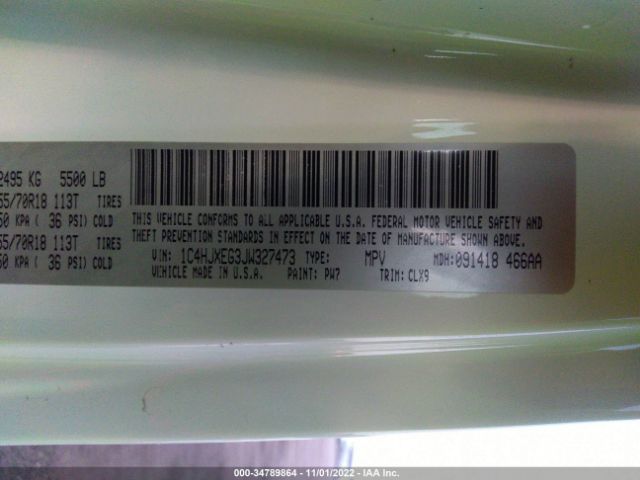 2495 KG 5500 LB
55/70R18 113T TIRES
50 KPA ( 36 PSI) COLD
55/70R18 113T TIRES
50 KPA ( 36 PSI) COLD
THIS VEHICLE CONFORMS TO ALL APPLICABLE U.S.A. FEDERAL MOTOR VEHICLE SAFETY AND
THEFT PREVENTION STANDARDS IN EFFECT ON THE DATE OF MANUFACTURE SHOWN ABOVE.
VIN: 1C4HJXEG3JW327473 TYPE: MPV MDH: 091418 466AA
VEHICLE MADE IN U.S.A. PAINT: PW7 TRIM: CLX9
000-34789864 - 11/01/2022 - IAA Inc.